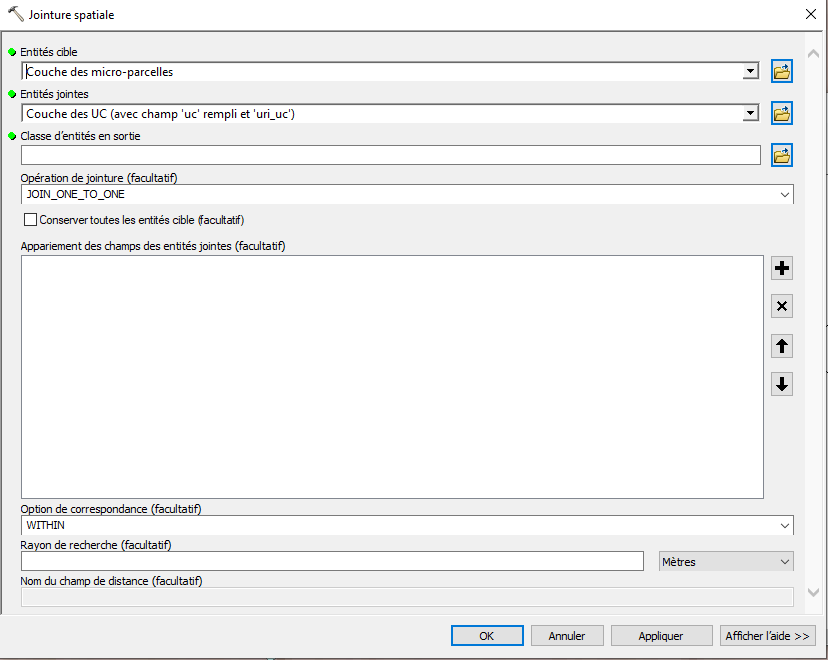 Jointure spatiale
Entités cible
Couche des micro-parcelles
Entités jointes
Couche des UC (avec champ 'uc' rempli et 'uri_uc')
Classe d'entités en sortie
Opération de jointure (facultatif)
JOIN_ONE_TO_ONE
Conserver toutes les entités cible (facultatif)
Appariement des champs des entités jointes (facultatif)
Option de correspondance (facultatif)
WITHIN
Rayon de recherche (facultatif)
Mètres
Nom du champ de distance (facultatif)
OK Annuler Appliquer Afficher l'aide >>